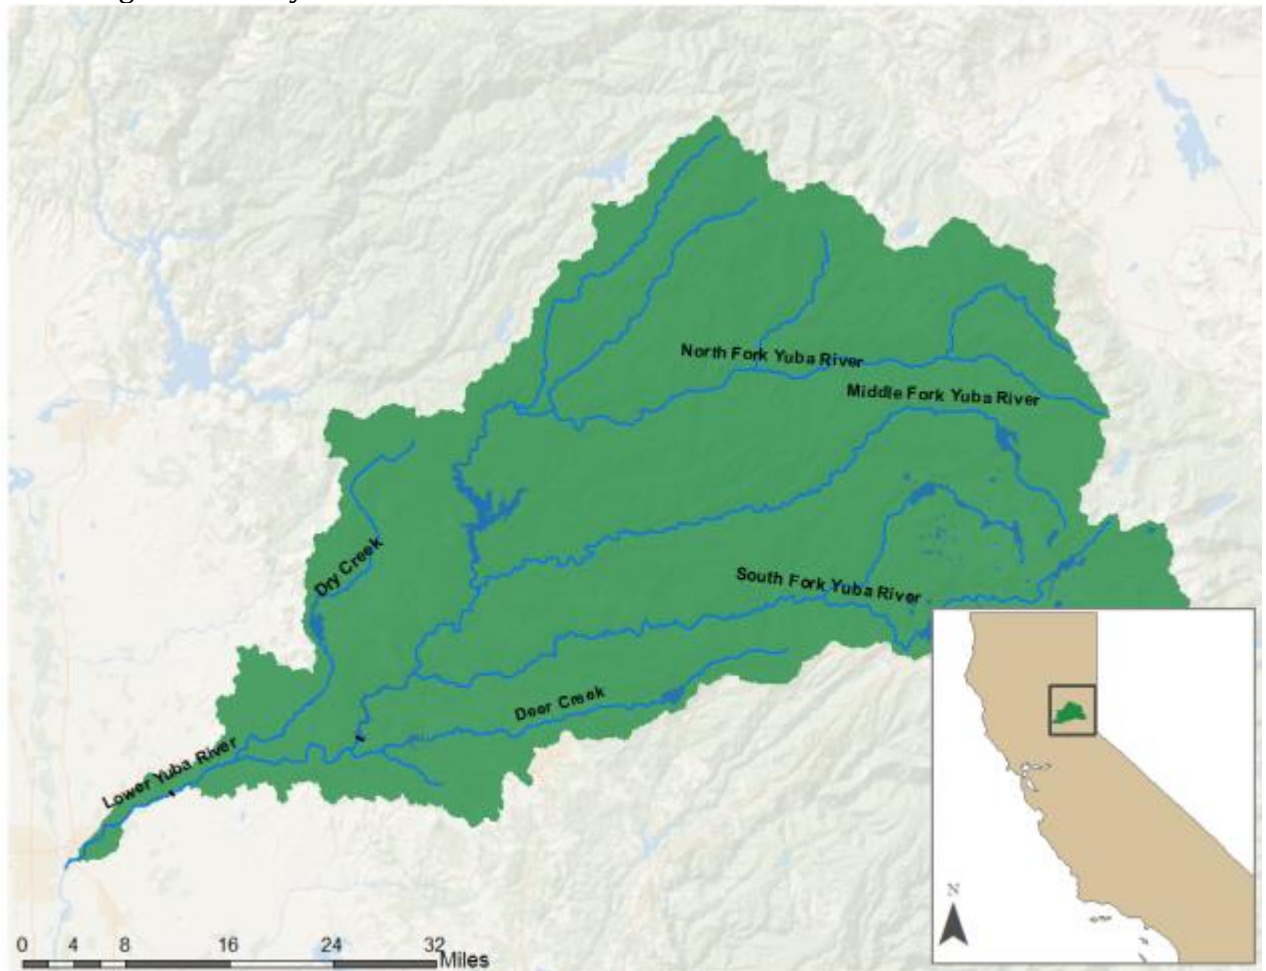 North Fork Yuba River
Middle Fork Yuba River
Dry Creek
South Fork Yuba River
Deer Creek
Lower Yuba River
N
0 4 8 16 24 32
Miles